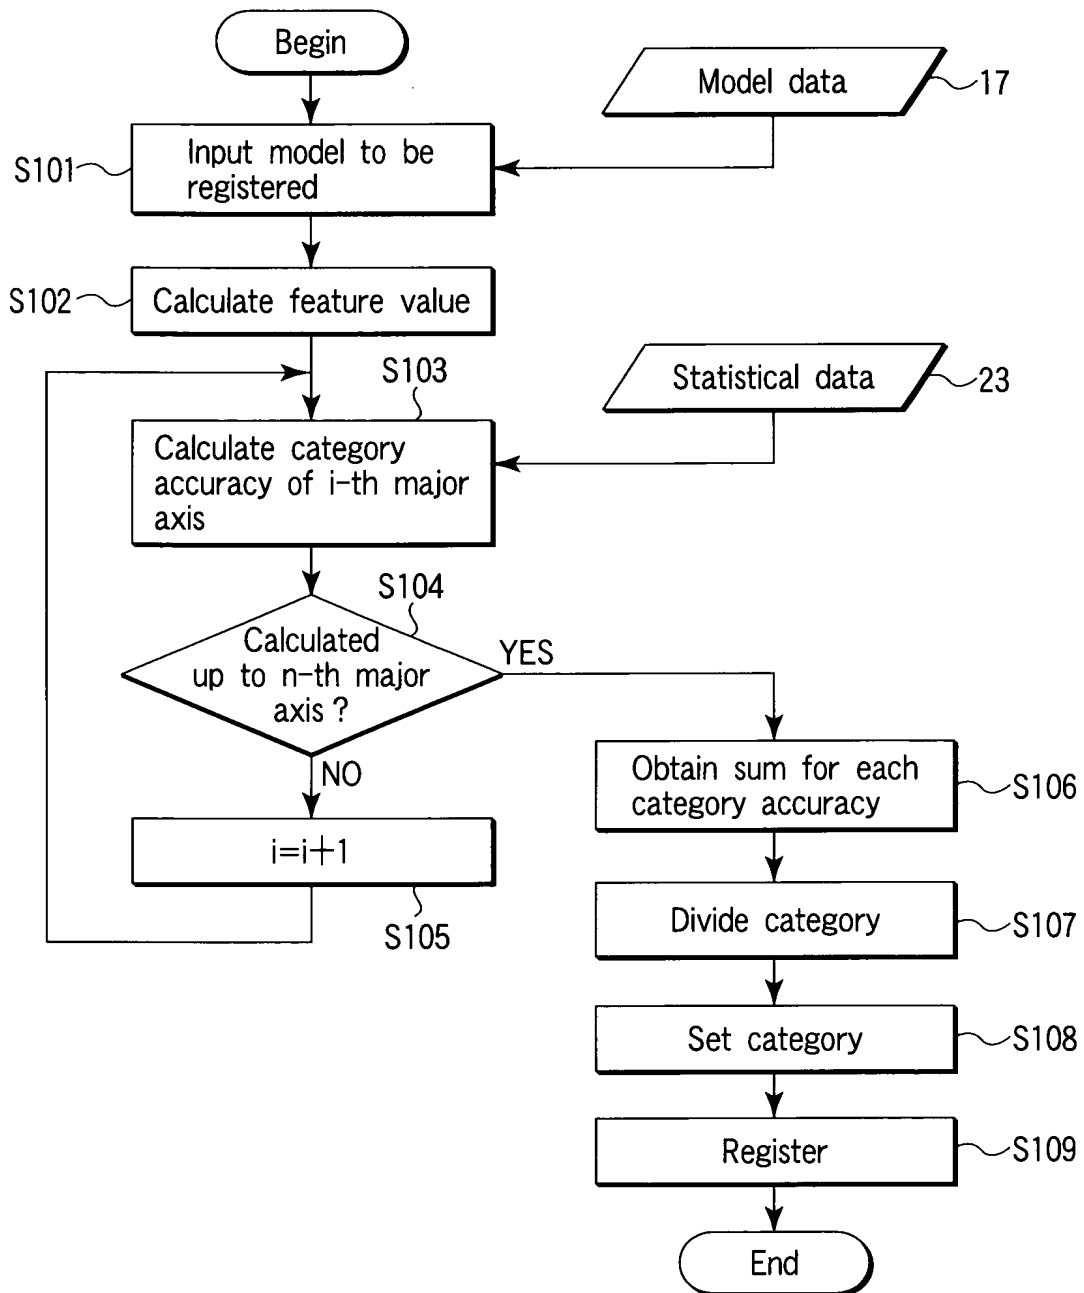 Begin
Model data
17
S101
Input model to be
registered
S102
Calculate feature value
S103
Statistical data
23
Calculate category
accuracy of i-th major
axis
S104
Calculated
up to n-th major
axis ?
YES
NO
Obtain sum for each
category accuracy
S106
i=i+1
S105
Divide category
S107
Set category
S108
Register
S109
End